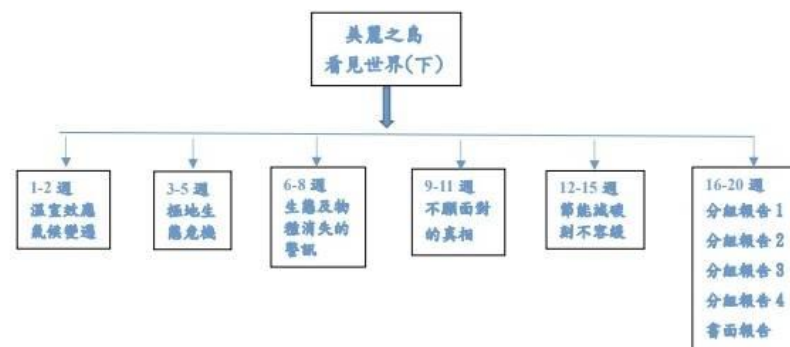 美麗之島
看見世界(下)
1-2 週
溫室效應
氣候變遷
3-5 週
極地生
態危機
6-8 週
生態及物
種消失的
警訊
9-11 週
不願面對
的真相
12-15 週
節能減碳
刻不容緩
16-20 週
分組報告 1
分組報告 2
分組報告 3
分組報告 4
書面報告